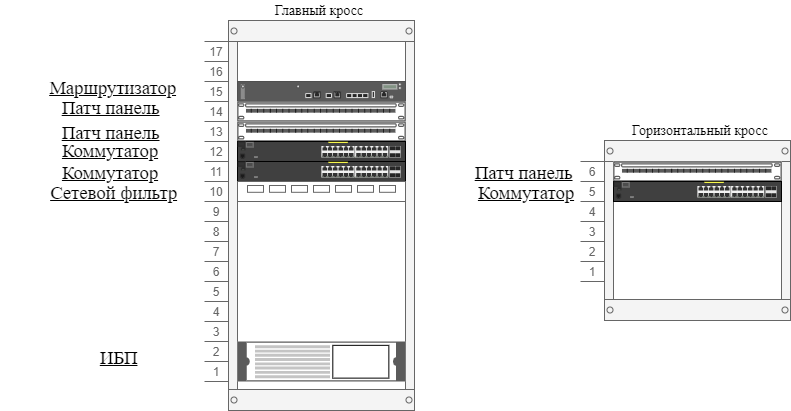 Главный кросс
17
16
Маршрутизатор 15
Патч панель 14
Патч панель 13
Коммутатор 12
Коммутатор 11
Сетевой фильтр 10
9
8
7
6
5
4
3
2
ИБП
1
Горизонтальный кросс
Патч панель 6
Коммутатор 5
4
3
2
1